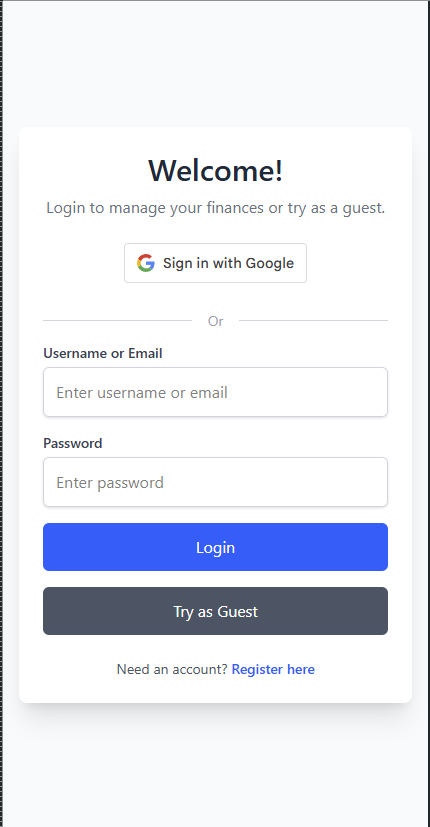 Welcome!
Login to manage your finances or try as a guest.
Sign in with Google
Or
Username or Email
Enter username or email
Password
Enter password
Login
Try as Guest
Need an account? Register here